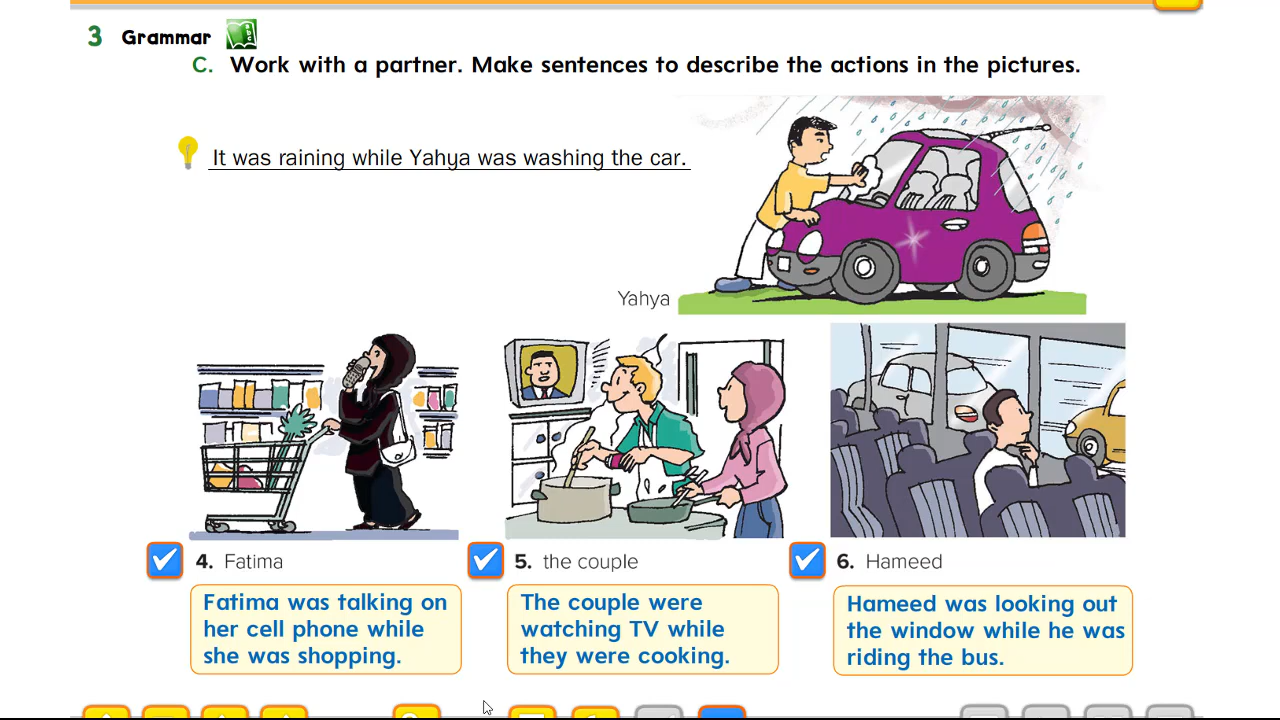 3 Grammar
C. Work with a partner. Make sentences to describe the actions in the pictures.
It was raining while Yahya was washing the car.
Yahya
4. Fatima
Fatima was talking on
her cell phone while
she was shopping.
5. the couple
The couple were
watching TV while
they were cooking.
6. Hameed
Hameed was looking out
the window while he was
riding the bus.